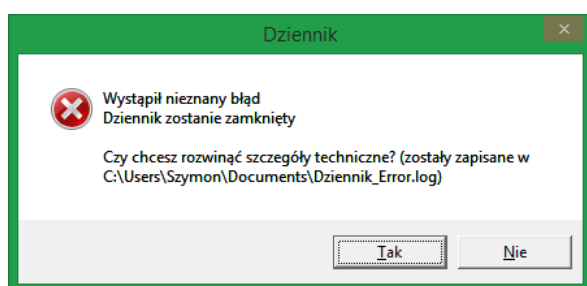 Dziennik
Wystąpił nieznany błąd
Dziennik zostanie zamknięty
Czy chcesz rozwinąć szczegóły techniczne? (zostały zapisane w
C:\Users\Szymon\Documents\Dziennik_Error.log)
Tak
Nie